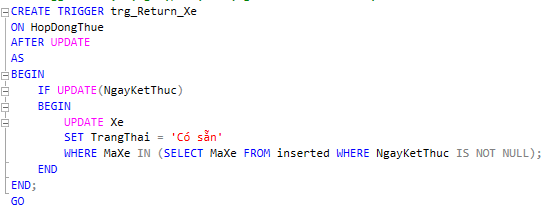 CREATE TRIGGER trg_Return_Xe
ON HopDongThue
AFTER UPDATE
AS
BEGIN
    IF UPDATE(NgayKetThuc)
    BEGIN
        UPDATE Xe
        SET TrangThai = 'Có sẵn'
        WHERE MaXe IN (SELECT MaXe FROM inserted WHERE NgayKetThuc IS NOT NULL);
    END
END;
GO